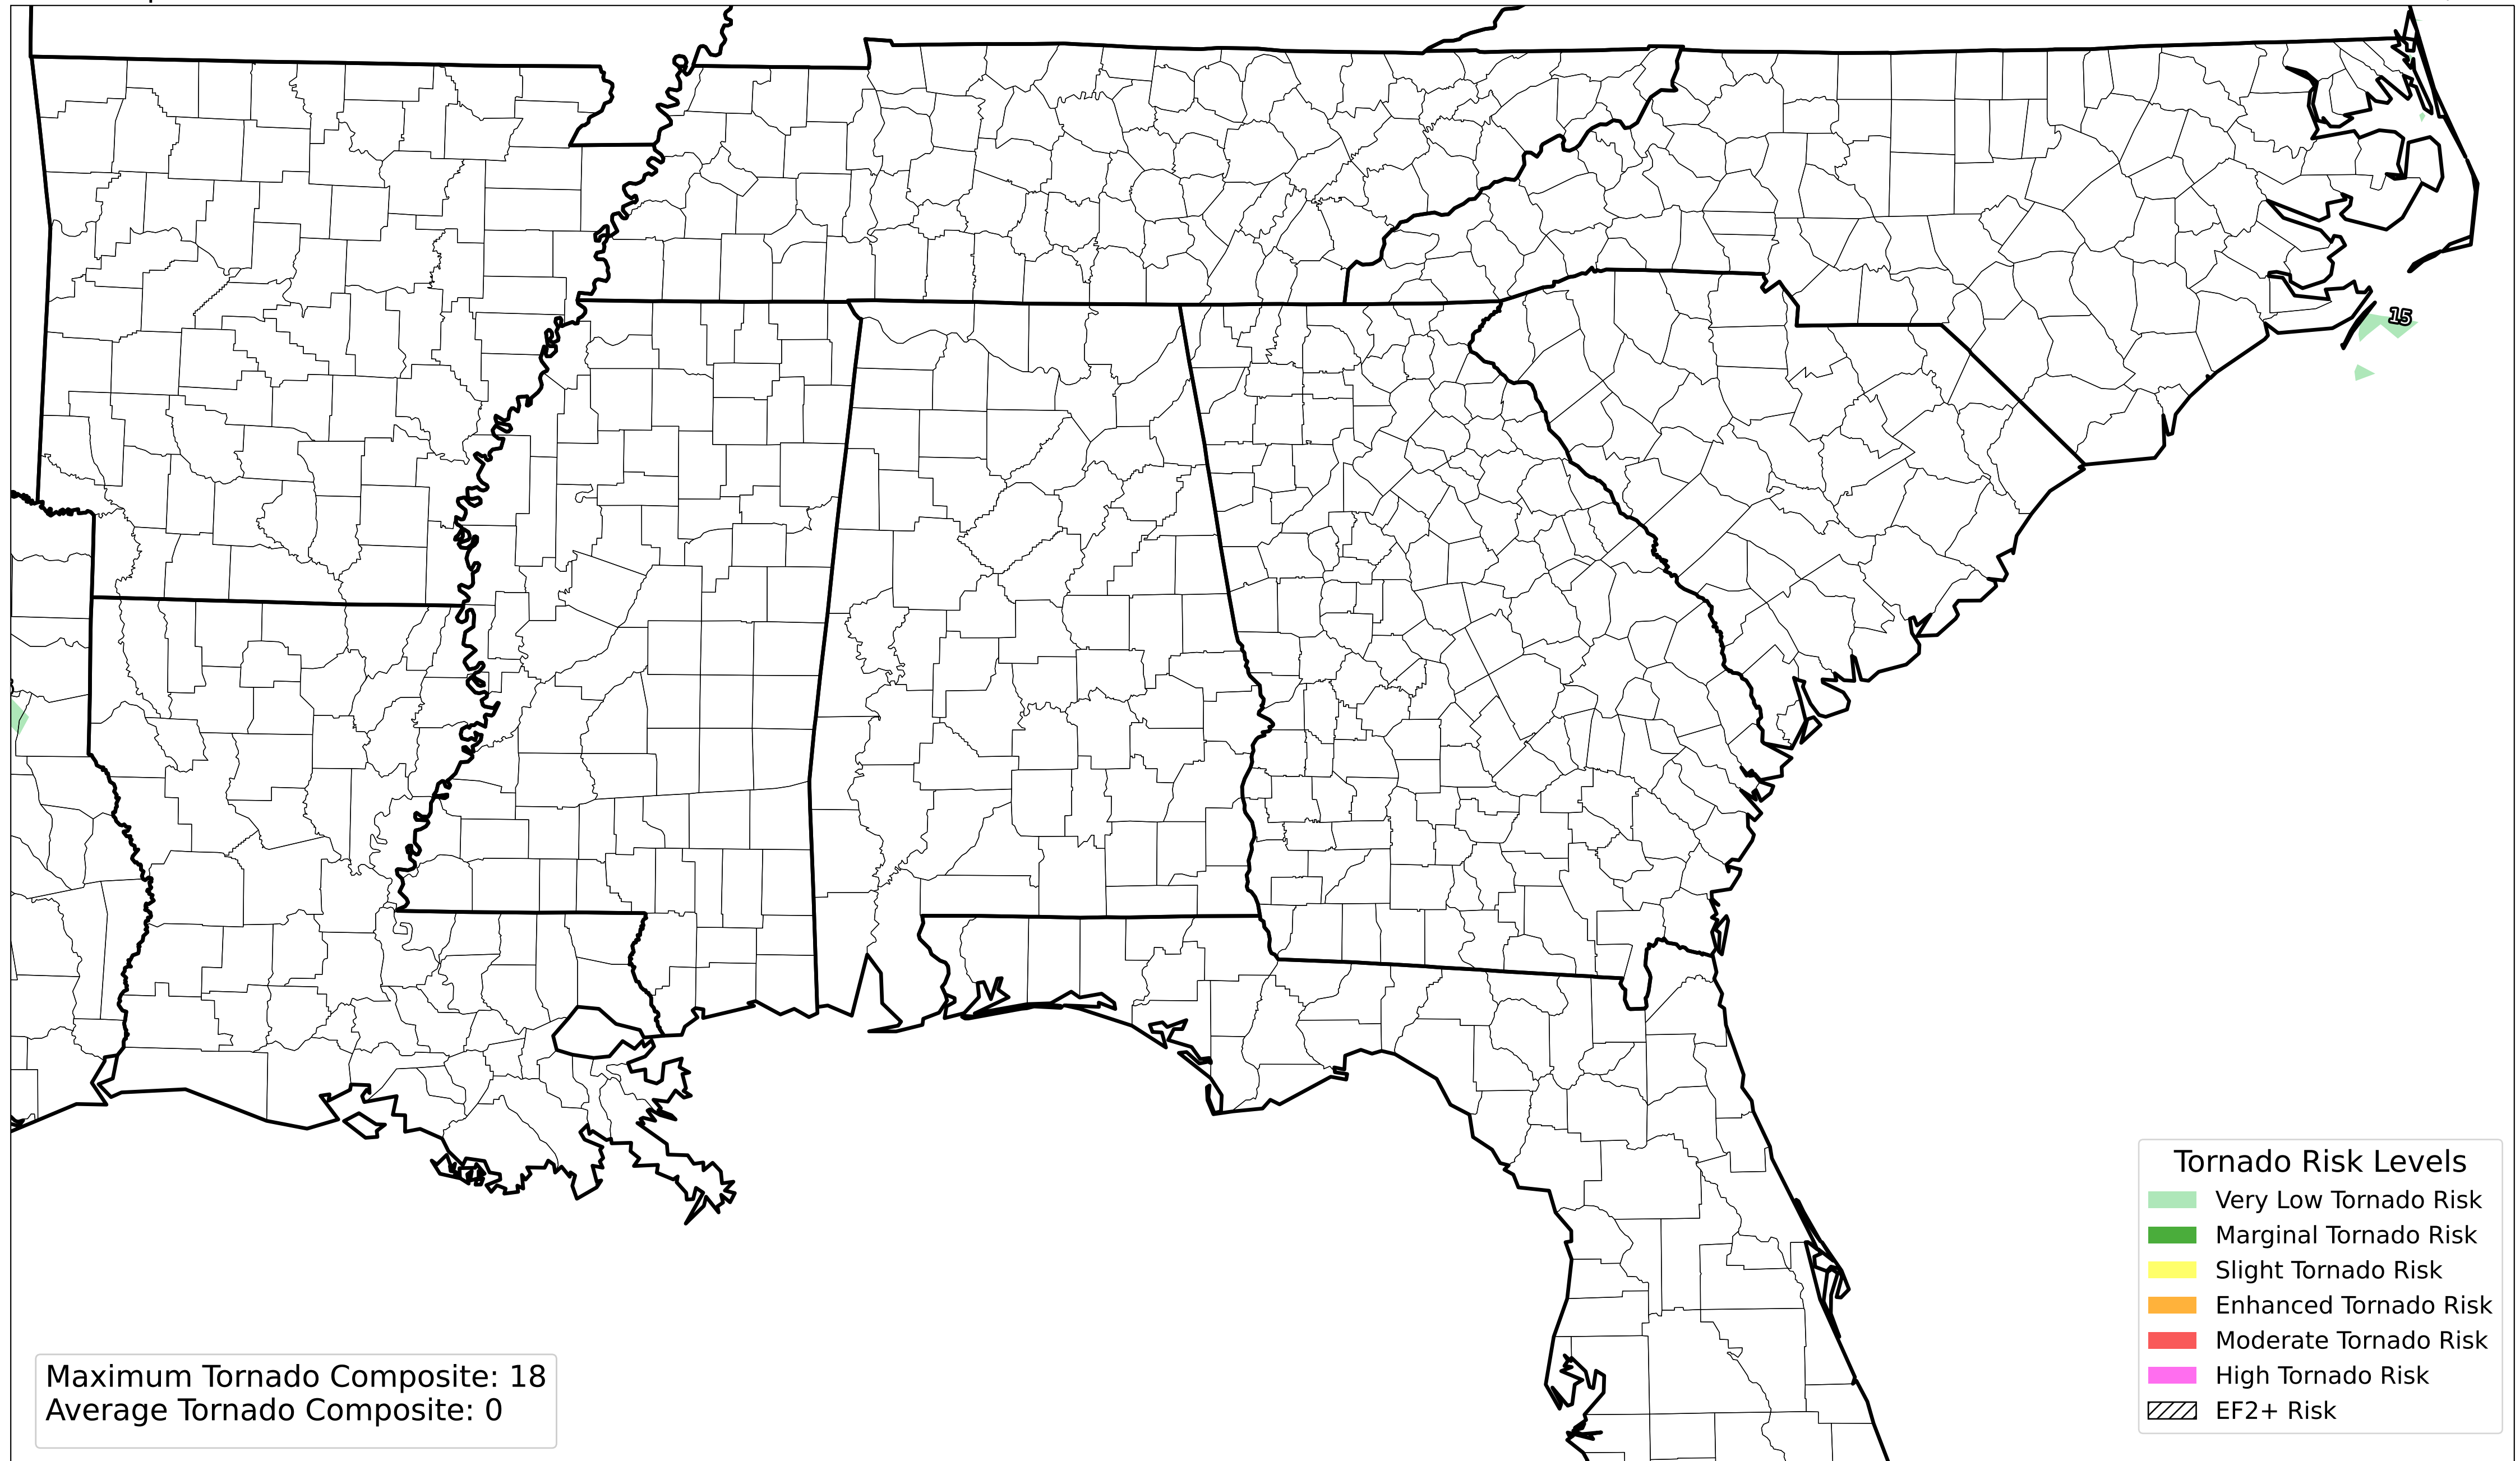 15
Tornado Risk Levels
Very Low Tornado Risk
Marginal Tornado Risk
Slight Tornado Risk
Enhanced Tornado Risk
Moderate Tornado Risk
High Tornado Risk
EF2+ Risk
Maximum Tornado Composite: 18
Average Tornado Composite: 0